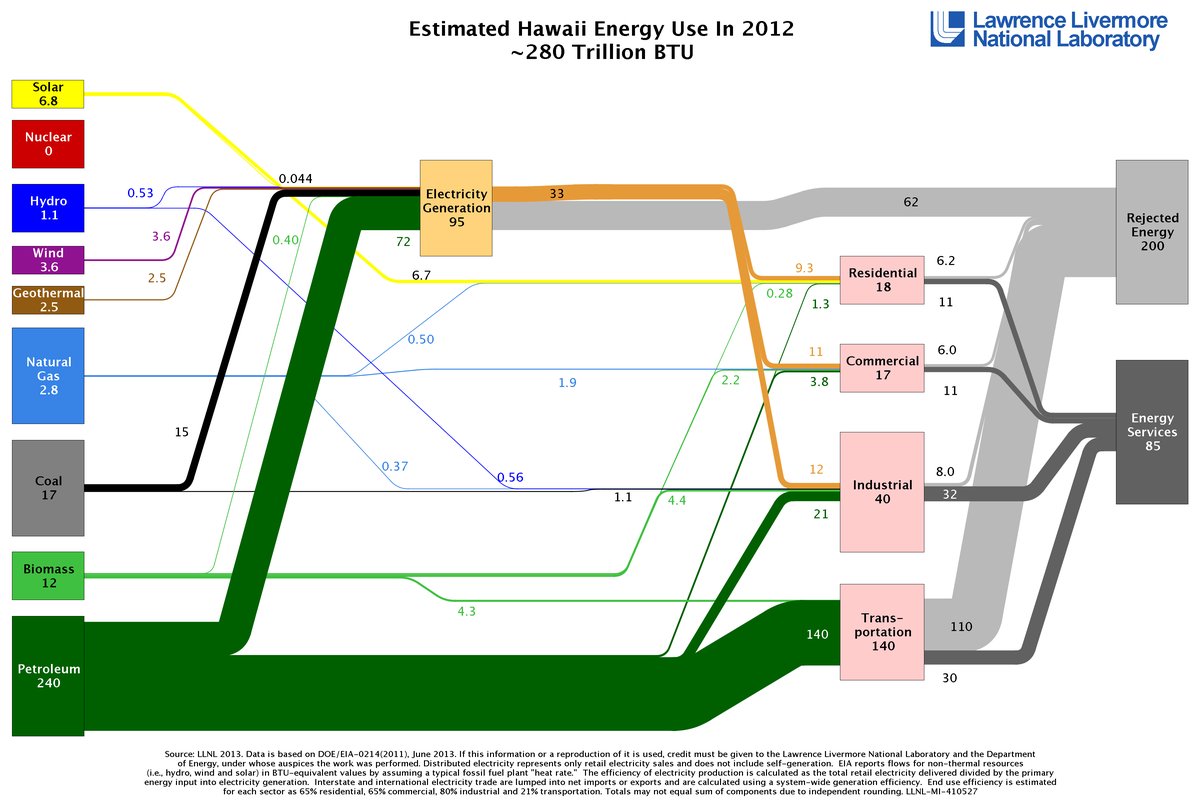 Estimated Hawaii Energy Use In 2012
~280 Trillion BTU
Lawrence Livermore
National Laboratory
Solar
6.8
Nuclear
0
Hydro
1.1
Wind
3.6
Geothermal
2.5
Natural
Gas
2.8
Coal
17
Biomass
12
Petroleum
240
0.53
3.6
2.5
15
0.044
0.40
72
6.7
0.50
1.9
0.37
0.56
1.1
4.3
4.4
2.2
0.28
Electricity
Generation
95
33
62
9.3
1.3
11
3.8
12
21
140
Residential
18
Commercial
17
Industrial
40
Trans-
portation
140
6.2
11
6.0
11
8.0
32
110
30
Rejected
Energy
200
Energy
Services
85
Source: LLNL 2013. Data is based on DOE/EIA-0214(2011), June 2013. If this information or a reproduction of it is used, credit must be given to the Lawrence Livermore National Laboratory and the Department
of Energy, under whose auspices the work was performed. Distributed electricity represents only retail electricity sales and does not include self-generation. EIA reports flows for non-thermal resources
(i.e., hydro, wind and solar) in BTU-equivalent values by assuming a typical fossil fuel plant "heat rate." The efficiency of electricity production is calculated as the total retail electricity delivered divided by the primary
energy input into electricity generation. Interstate and international electricity trade are lumped into net imports or exports and are calculated using a system-wide generation efficiency. End use efficiency is estimated
for each sector as 65% residential, 65% commercial, 80% industrial and 21% transportation. Totals may not equal sum of components due to independent rounding. LLNL-MI-410527